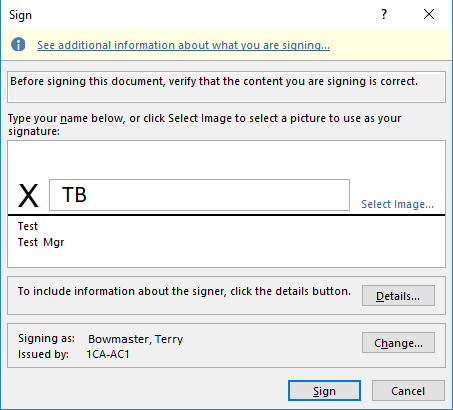 Sign
? ×
See additional information about what you are signing...
Before signing this document, verify that the content you are signing is correct.
Type your name below, or click Select Image to select a picture to use as your
signature:
X TB
Select Image...
Test
Test Mgr
To include information about the signer, click the details button. Details...
Signing as: Bowmaster, Terry
Issued by: 1CA-AC1
Change...
Sign Cancel